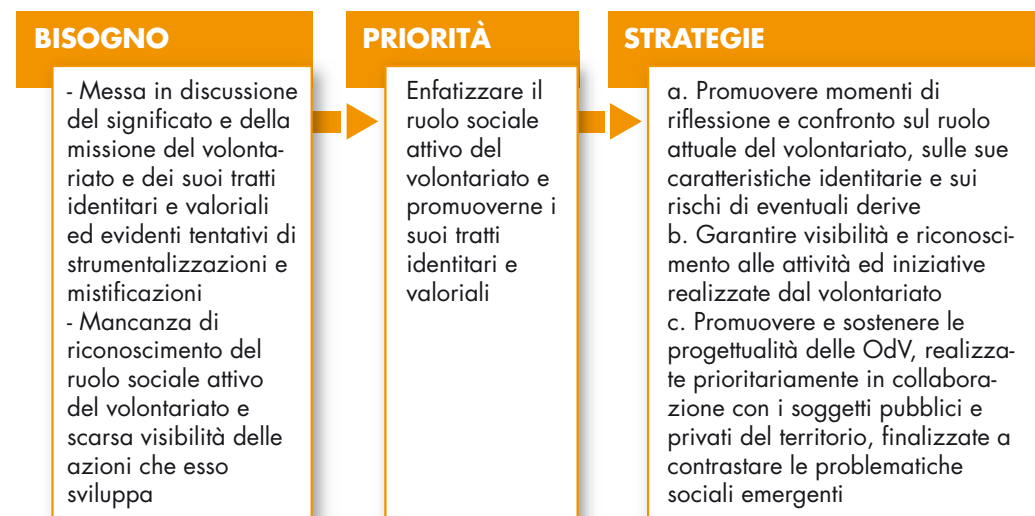 BISOGNO
- Messa in discussione
del significato e della
missione del volonta-
riato e dei suoi tratti
identitari e valoriali
ed evidenti tentativi di
strumentalizzazioni e
mistificazioni
- Mancanza di
riconoscimento del
ruolo sociale attivo
del volontariato e
scarsa visibilità delle
azioni che esso
sviluppa
PRIORITÀ
Enfatizzare il
ruolo sociale
attivo del
volontariato e
promuoverne i
suoi tratti
identitari e
valoriali
STRATEGIE
a. Promuovere momenti di
riflessione e confronto sul ruolo
attuale del volontariato, sulle sue
caratteristiche identitarie e sui
rischi di eventuali derive
b. Garantire visibilità e riconosci-
mento alle attività ed iniziative
realizzate dal volontariato
c. Promuovere e sostenere le
progettualità delle OdV, realizza-
te prioritariamente in collabora-
zione con i soggetti pubblici e
privati del territorio, finalizzate a
contrastare le problematiche
sociali emergenti